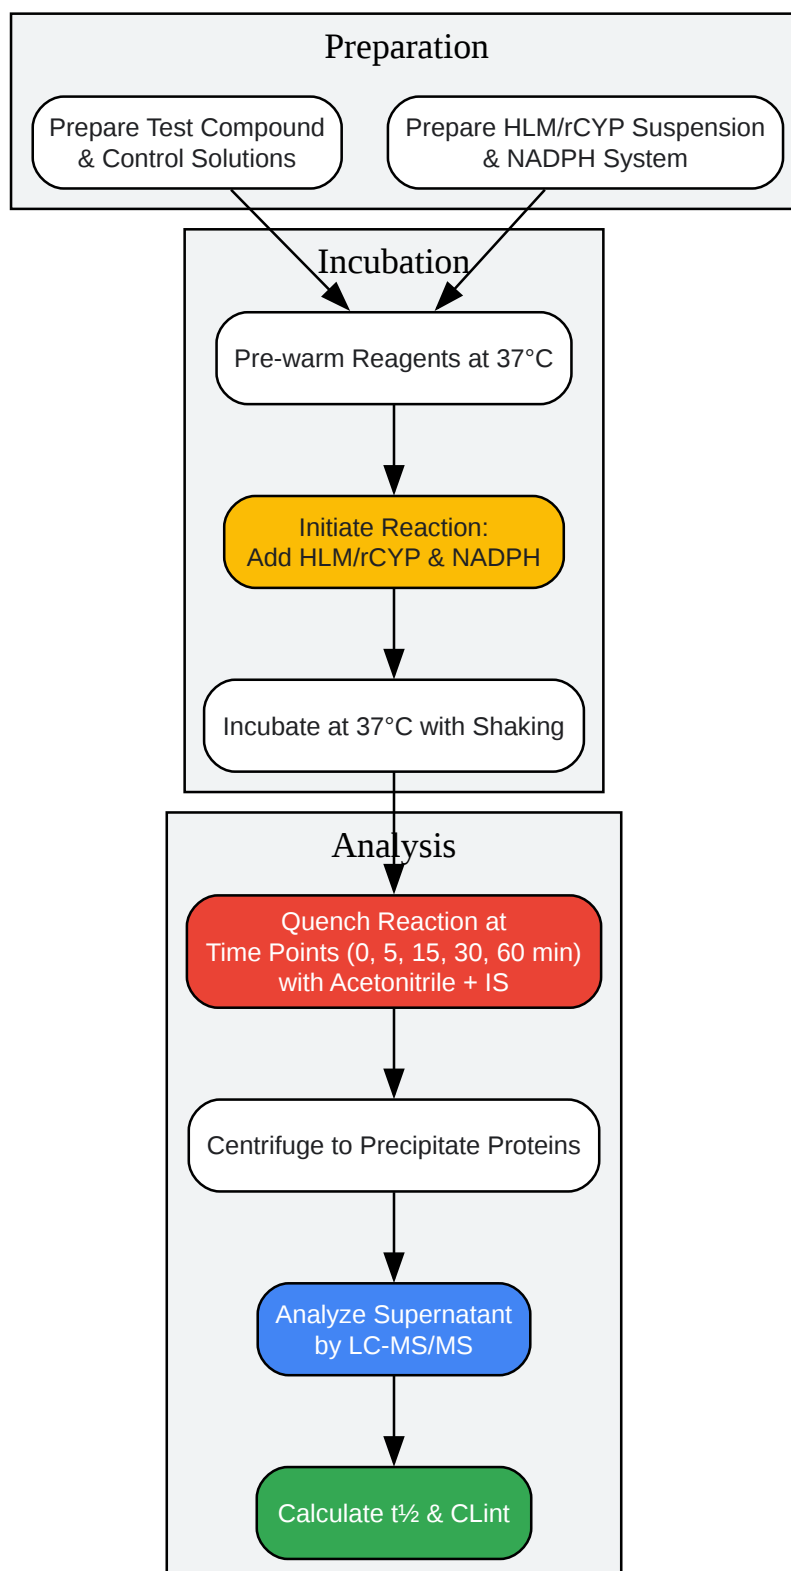 Preparation
Prepare Test Compound
& Control Solutions
Prepare HLM/rCYP Suspension
& NADPH System
Incubation
Pre-warm Reagents at 37°C
Initiate Reaction:
Add HLM/rCYP & NADPH
Incubate at 37°C with Shaking
Analysis
Quench Reaction at
Time Points (0, 5, 15, 30, 60 min)
with Acetonitrile + IS
Centrifuge to Precipitate Proteins
Analyze Supernatant
by LC-MS/MS
Calculate t½ & CLint